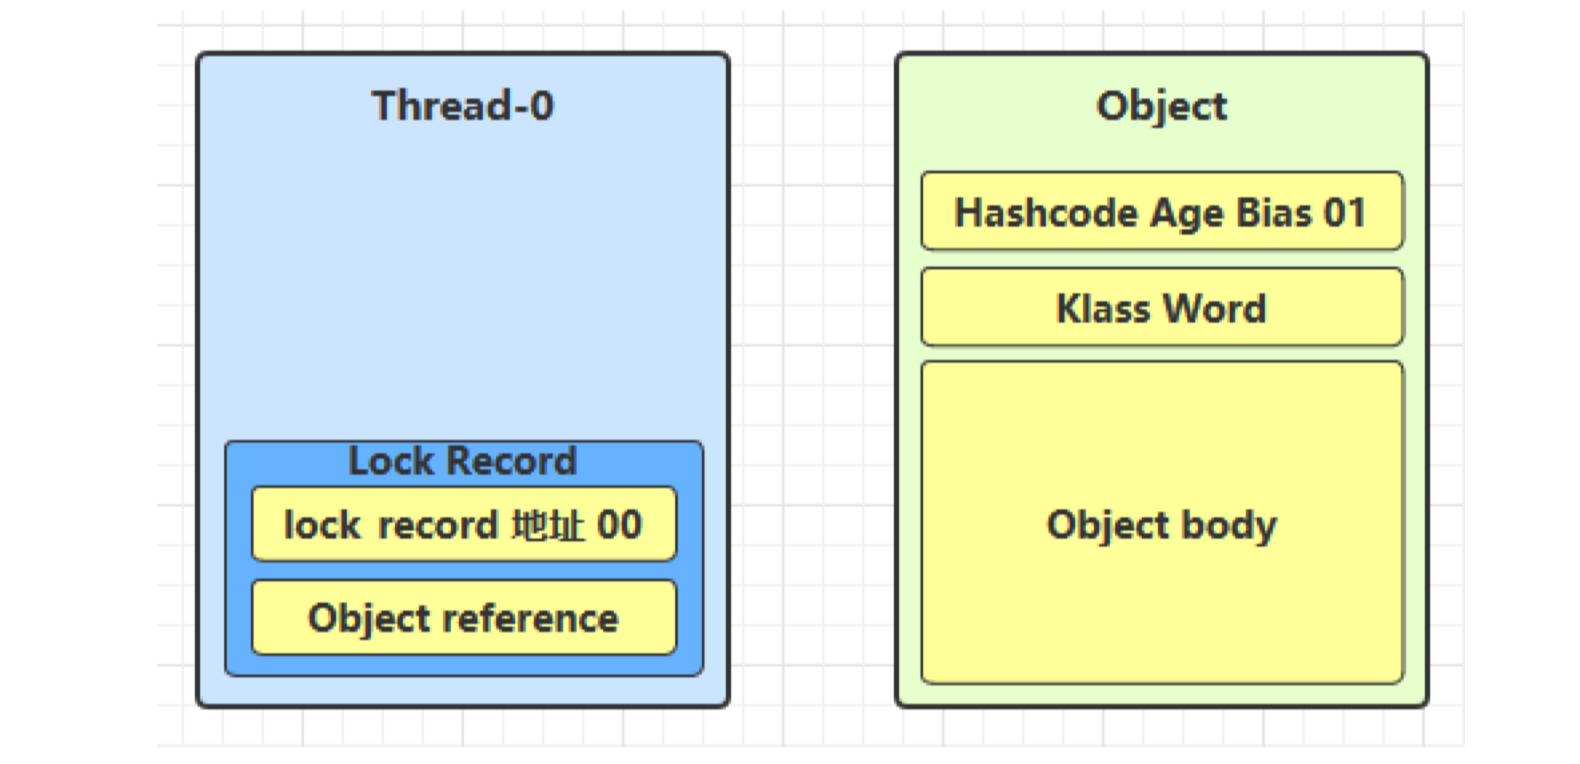 Thread-0
Lock Record
lock record 地址 00
Object reference
Object
Hashcode Age Bias 01
Klass Word
Object body